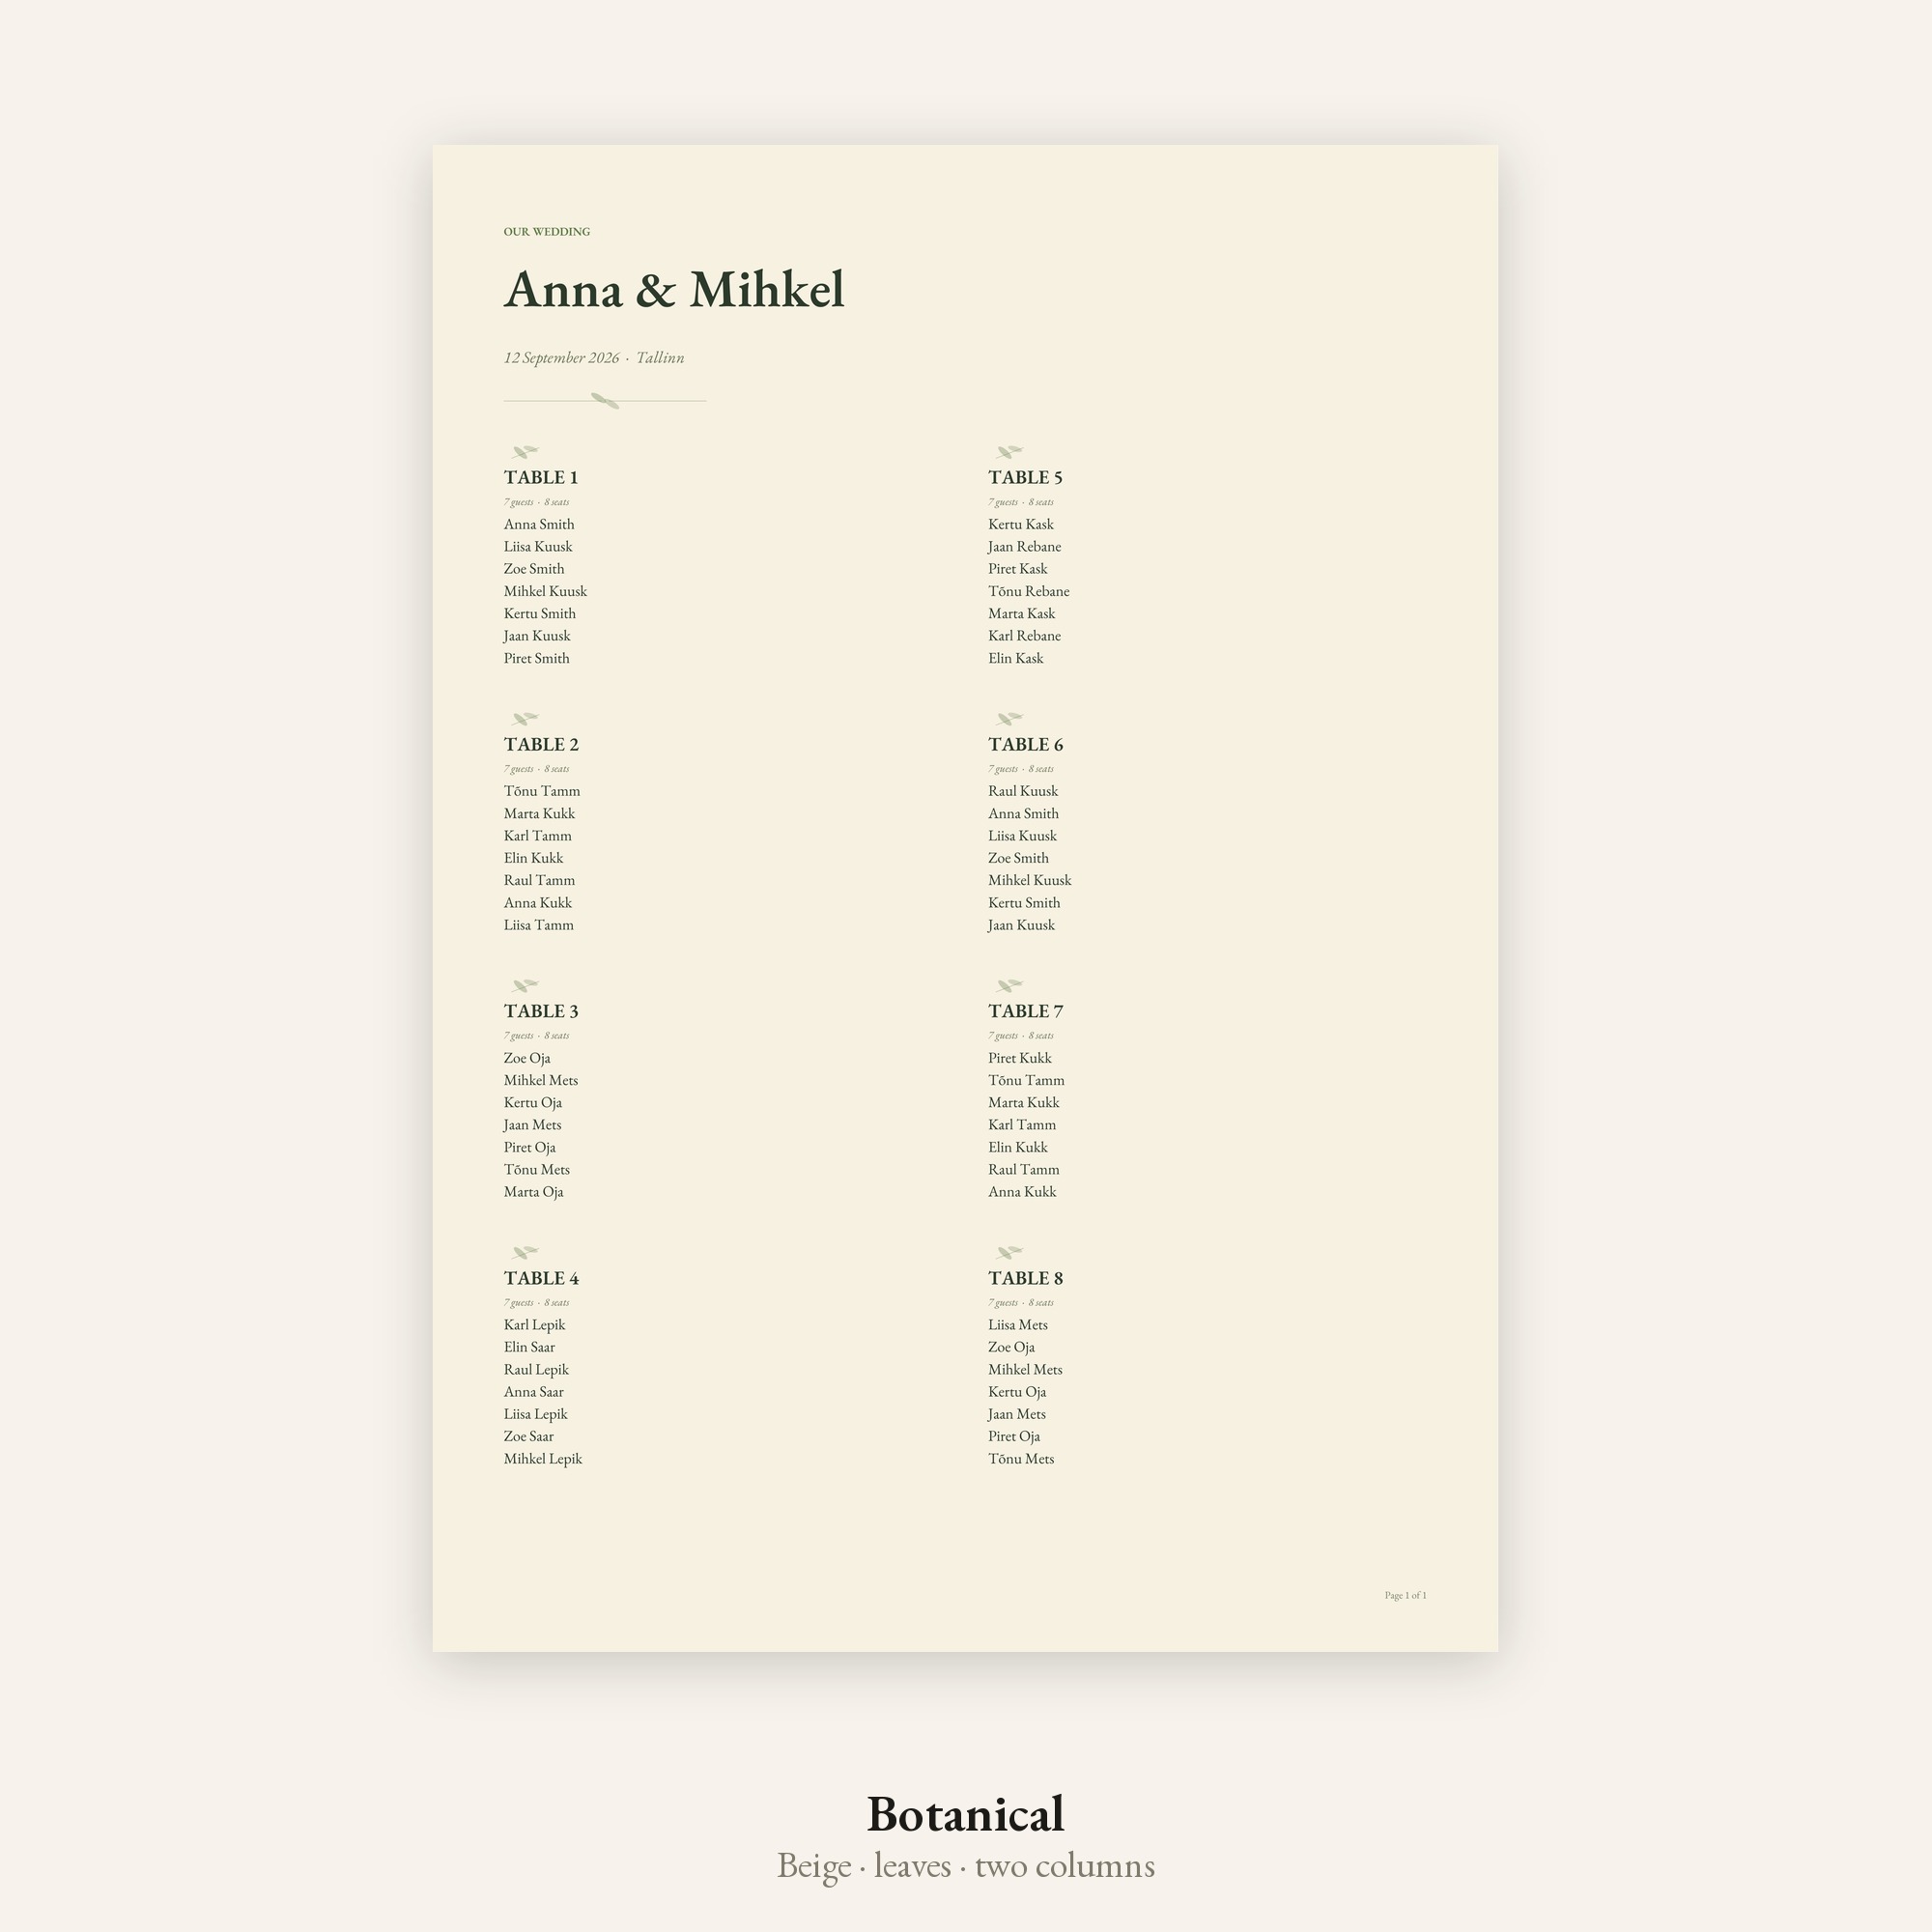 OUR WEDDING
Anna & Mihkel
12 September 2026 · Tallinn
TABLE 1
7 guests · 8 seats
Anna Smith
Liisa Kuusk
Zoe Smith
Mihkel Kuusk
Kertu Smith
Jaan Kuusk
Piret Smith
TABLE 2
7 guests · 8 seats
Tõnu Tamm
Marta Kukk
Karl Tamm
Elin Kukk
Raul Tamm
Anna Kukk
Liisa Tamm
TABLE 3
7 guests · 8 seats
Zoe Oja
Mihkel Mets
Kertu Oja
Jaan Mets
Piret Oja
Tõnu Mets
Marta Oja
TABLE 4
7 guests · 8 seats
Karl Lepik
Elin Saar
Raul Lepik
Anna Saar
Liisa Lepik
Zoe Saar
Mihkel Lepik
TABLE 5
7 guests · 8 seats
Kertu Kask
Jaan Rebane
Piret Kask
Tõnu Rebane
Marta Kask
Karl Rebane
Elin Kask
TABLE 6
7 guests · 8 seats
Raul Kuusk
Anna Smith
Liisa Kuusk
Zoe Smith
Mihkel Kuusk
Kertu Smith
Jaan Kuusk
TABLE 7
7 guests · 8 seats
Piret Kukk
Tõnu Tamm
Marta Kukk
Karl Tamm
Elin Kukk
Raul Tamm
Anna Kukk
TABLE 8
7 guests · 8 seats
Liisa Mets
Zoe Oja
Mihkel Mets
Kertu Oja
Jaan Mets
Piret Oja
Tõnu Mets
Page 1 of 1
Botanical
Beige · leaves · two columns